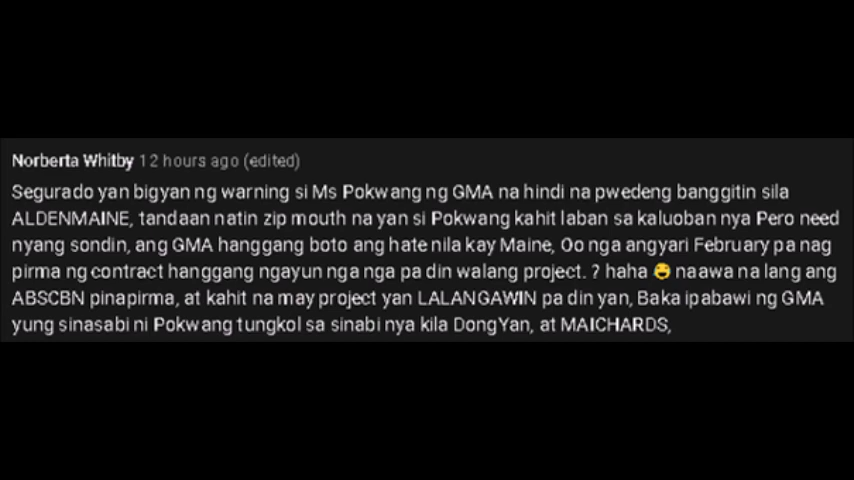 Norberta Whitby 12 hours ago (edited)
Segurado yan bigyan ng warning si Ms Pokwang ng GMA na hindi na pwedeng banggitin sila
ALDENMAINE, tandaan natin zip mouth na yan si Pokwang kahit laban sa kaluoban nya Pero need
nyang sondin, ang GMA hanggang boto ang hate nila kay Maine, Oo nga angyari February pa nag
pirma ng contract hanggang ngayun nga nga pa din walang project. ? haha 😂 naawa na lang ang
ABSCBN pinapirma, at kahit na may project yan LALANGAWIN pa din yan, Baka ipabawi ng GMA
yung sinasabi ni Pokwang tungkol sa sinabi nya kila DongYan, at MAICHARDS,